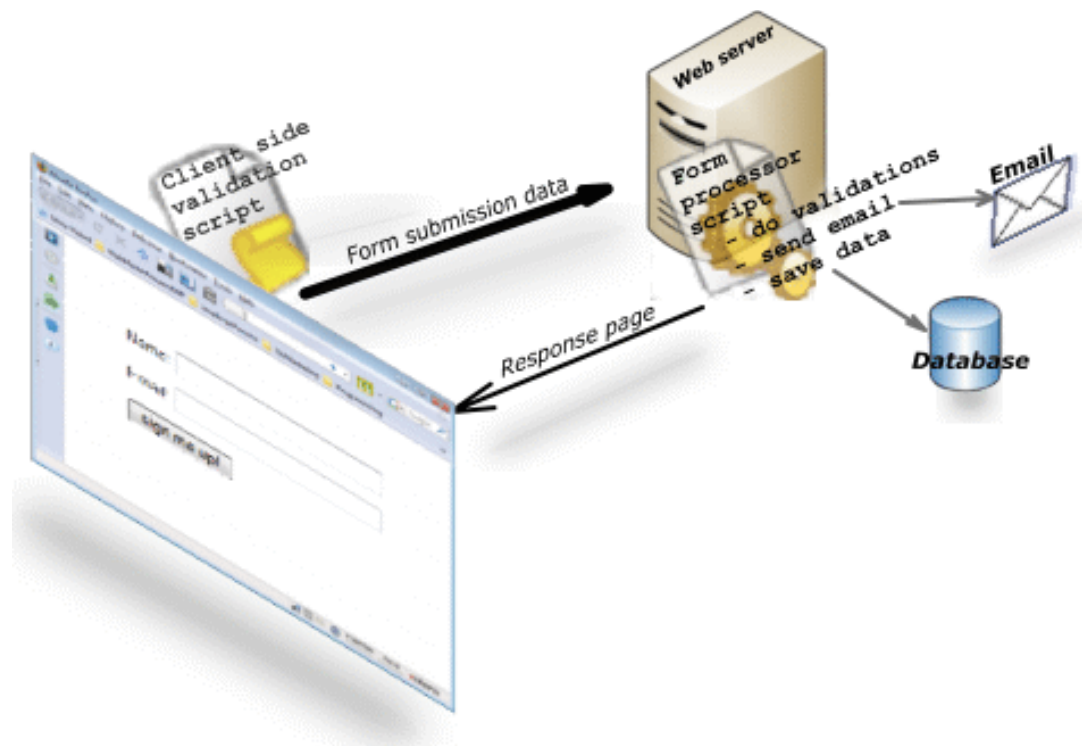 Web server
Client side
validation
script
Form submission data
Form
processor
script
- do validations
- send email
- save data
Email
Response page
Database
Name:
E-mail
sign me up!